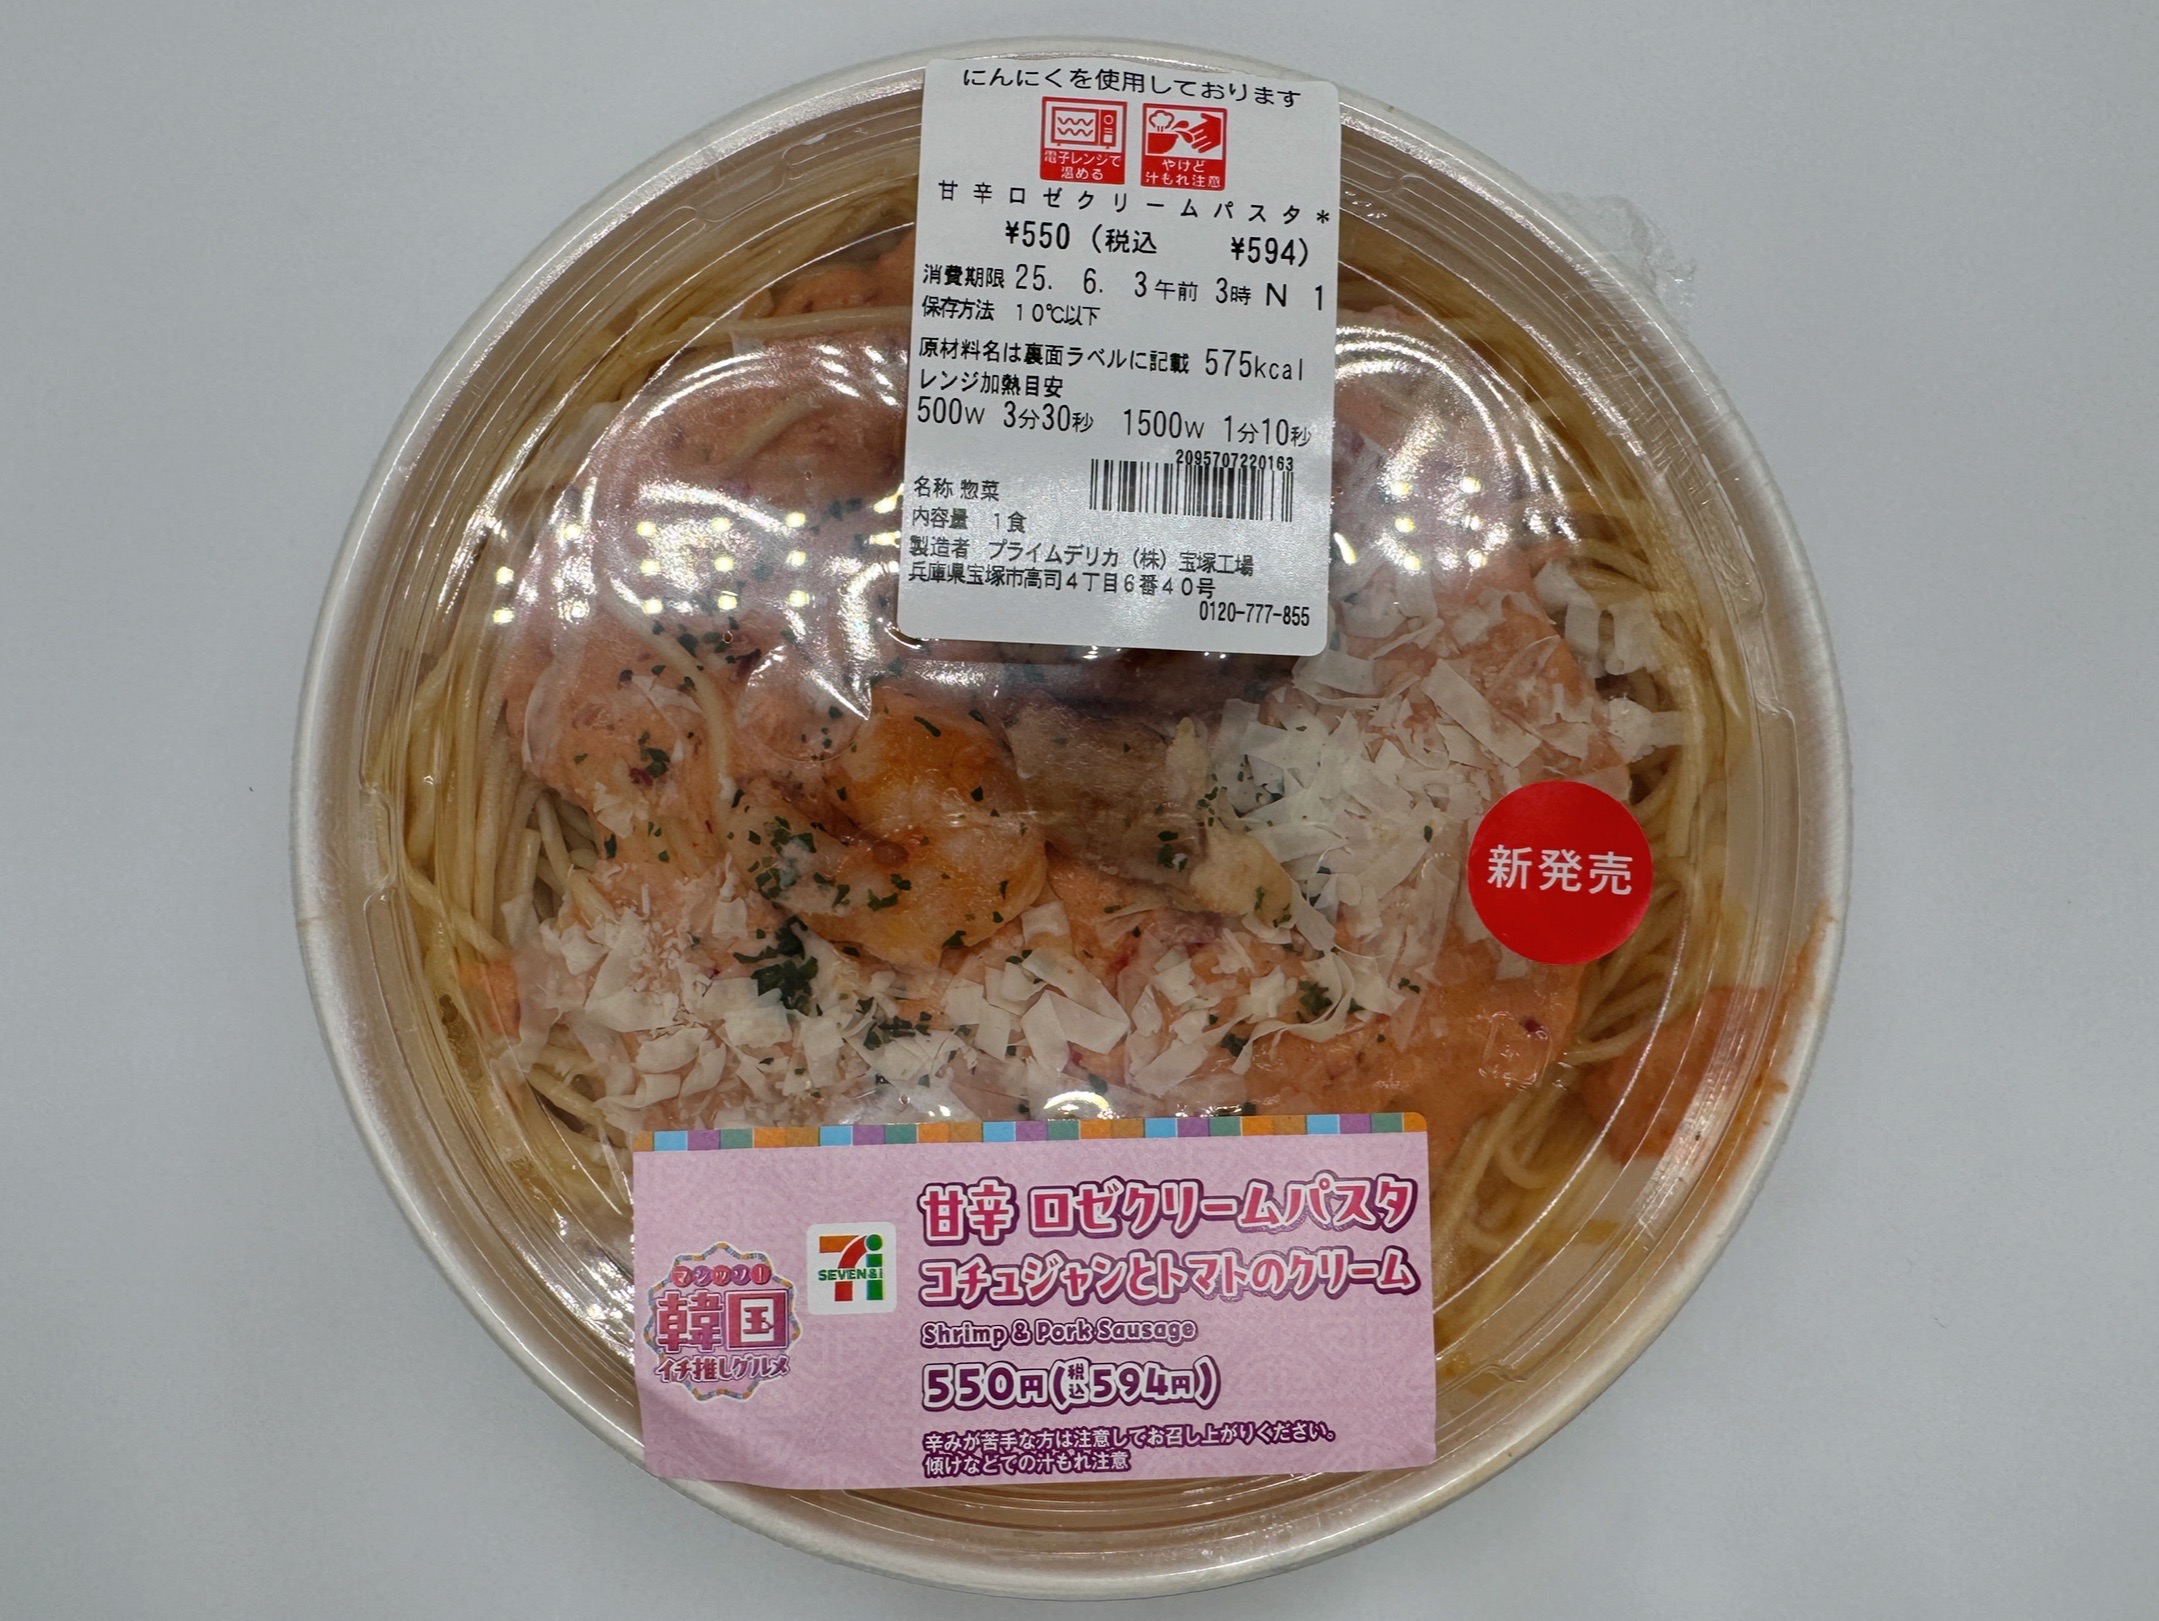 にんにくを使用しております
電子レンジで
温める
やけど
汁もれ注意
甘辛ロゼクリームパスタ*
¥550 (税込 ¥594)
消費期限 25. 6. 3午前 3時 N 1
保存方法 10℃以下
原材料名は裏面ラベルに記載 575kcal
レンジ加熱目安
500W 3分30秒 1500W 1分10秒
2095707220163
名称 惣菜
内容量 1食
製造者 プライムデリカ(株)宝塚工場
兵庫県宝塚市高司4丁目6番40号
0120-777-855
新発売
マシッソー
韓国
イチ推しグルメ
7i
SEVEN&i
甘辛 ロゼクリームパスタ
コチュジャンとトマトのクリーム
Shrimp & Pork Sausage
550円(税込594円)
辛みが苦手な方は注意してお召し上がりください。
傾けなどでの汁もれ注意